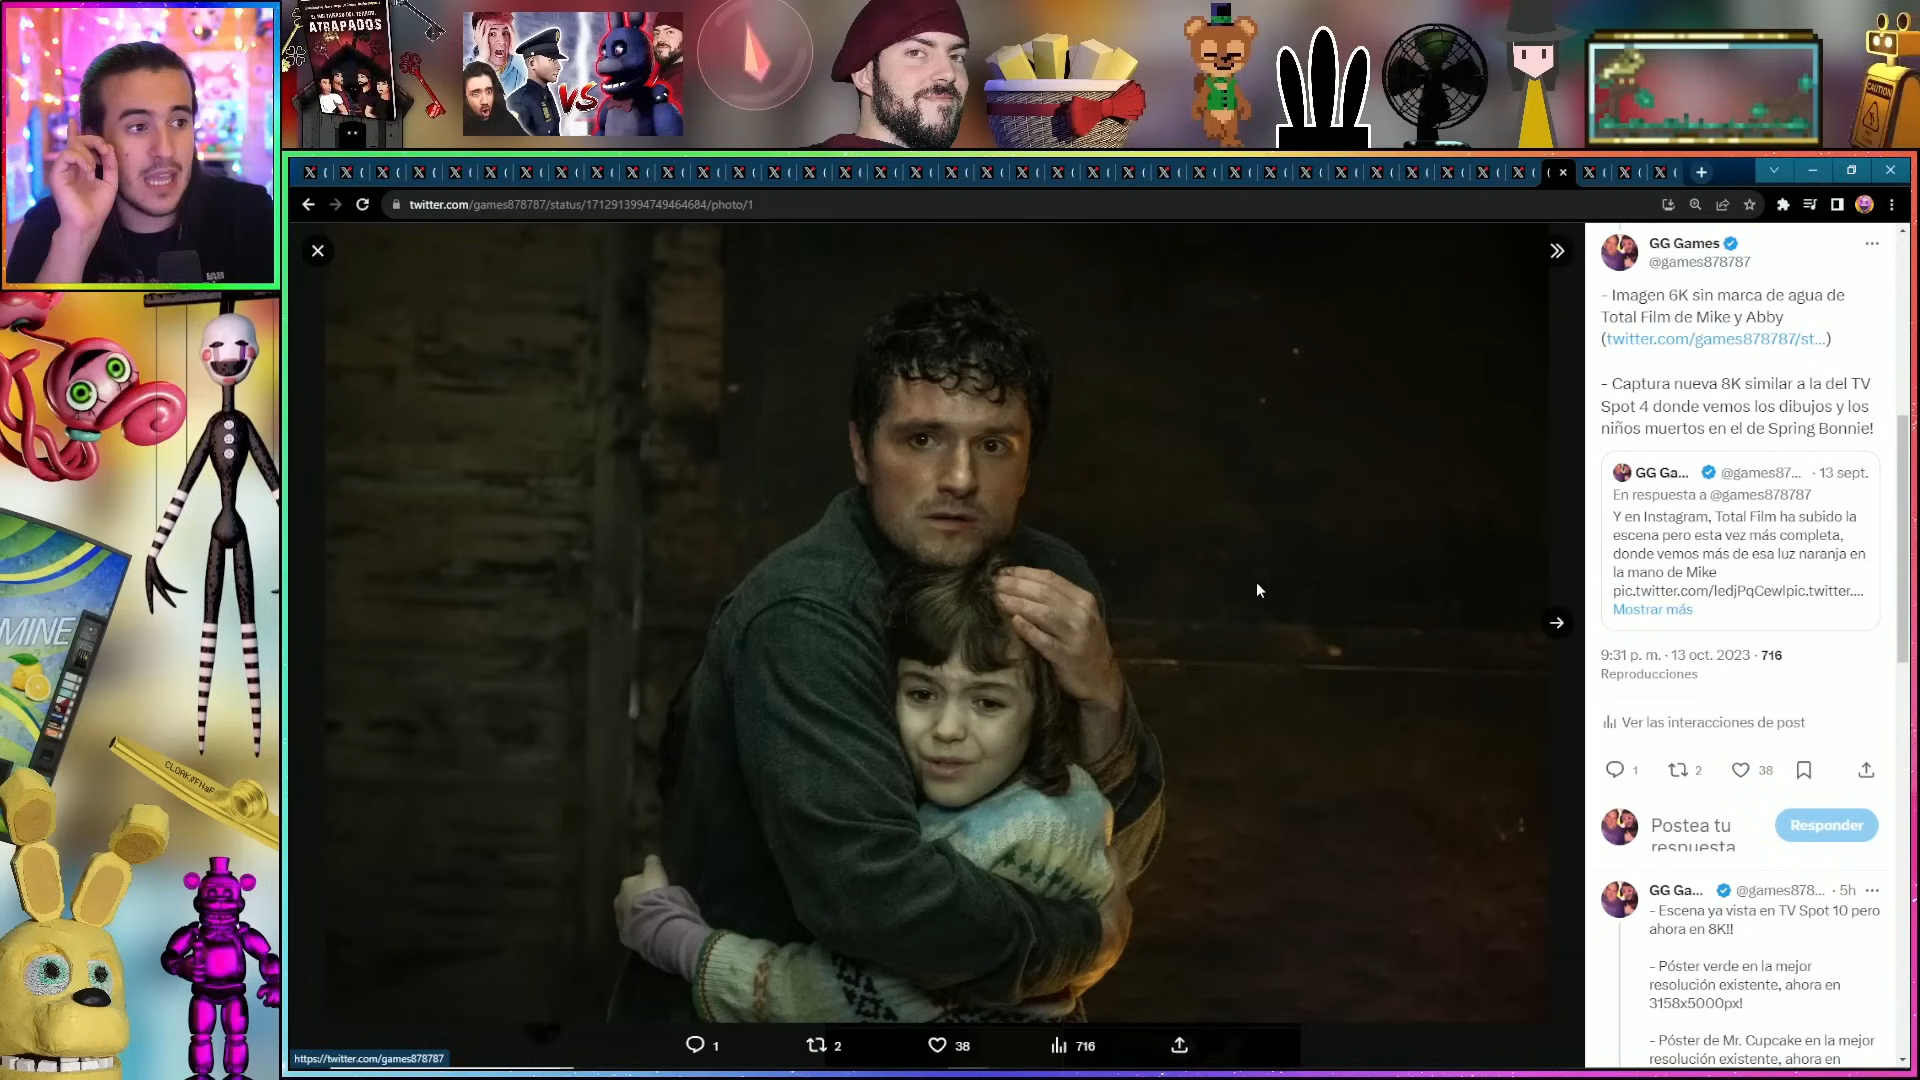 ATRAPADOS
VS
CAUTION
twitter.com/games878787/status/1712913994749464684/photo/1
GG Games
@games878787
- Imagen 6K sin marca de agua de
Total Film de Mike y Abby
(twitter.com/games878787/st...)
- Captura nueva 8K similar a la del TV
Spot 4 donde vemos los dibujos y los
niños muertos en el de Spring Bonnie!
GG Ga... @games87... · 13 sept.
En respuesta a @games878787
Y en Instagram, Total Film ha subido la
escena pero esta vez más completa,
donde vemos más de esa luz naranja en
la mano de Mike
pic.twitter.com/IedjPqCewlpic.twitter....
Mostrar más
9:31 p. m. · 13 oct. 2023 · 716
Reproducciones
Ver las interacciones de post
1 2 38
Postea tu
respuesta
Responder
GG Ga... @games878... · 5h
- Escena ya vista en TV Spot 10 pero
ahora en 8K!!
- Póster verde en la mejor
resolución existente, ahora en
3158x5000px!
- Póster de Mr. Cupcake en la mejor
resolución existente, ahora en
1 2 38 716
https://twitter.com/games878787
MINE
CLOAK//FNaF